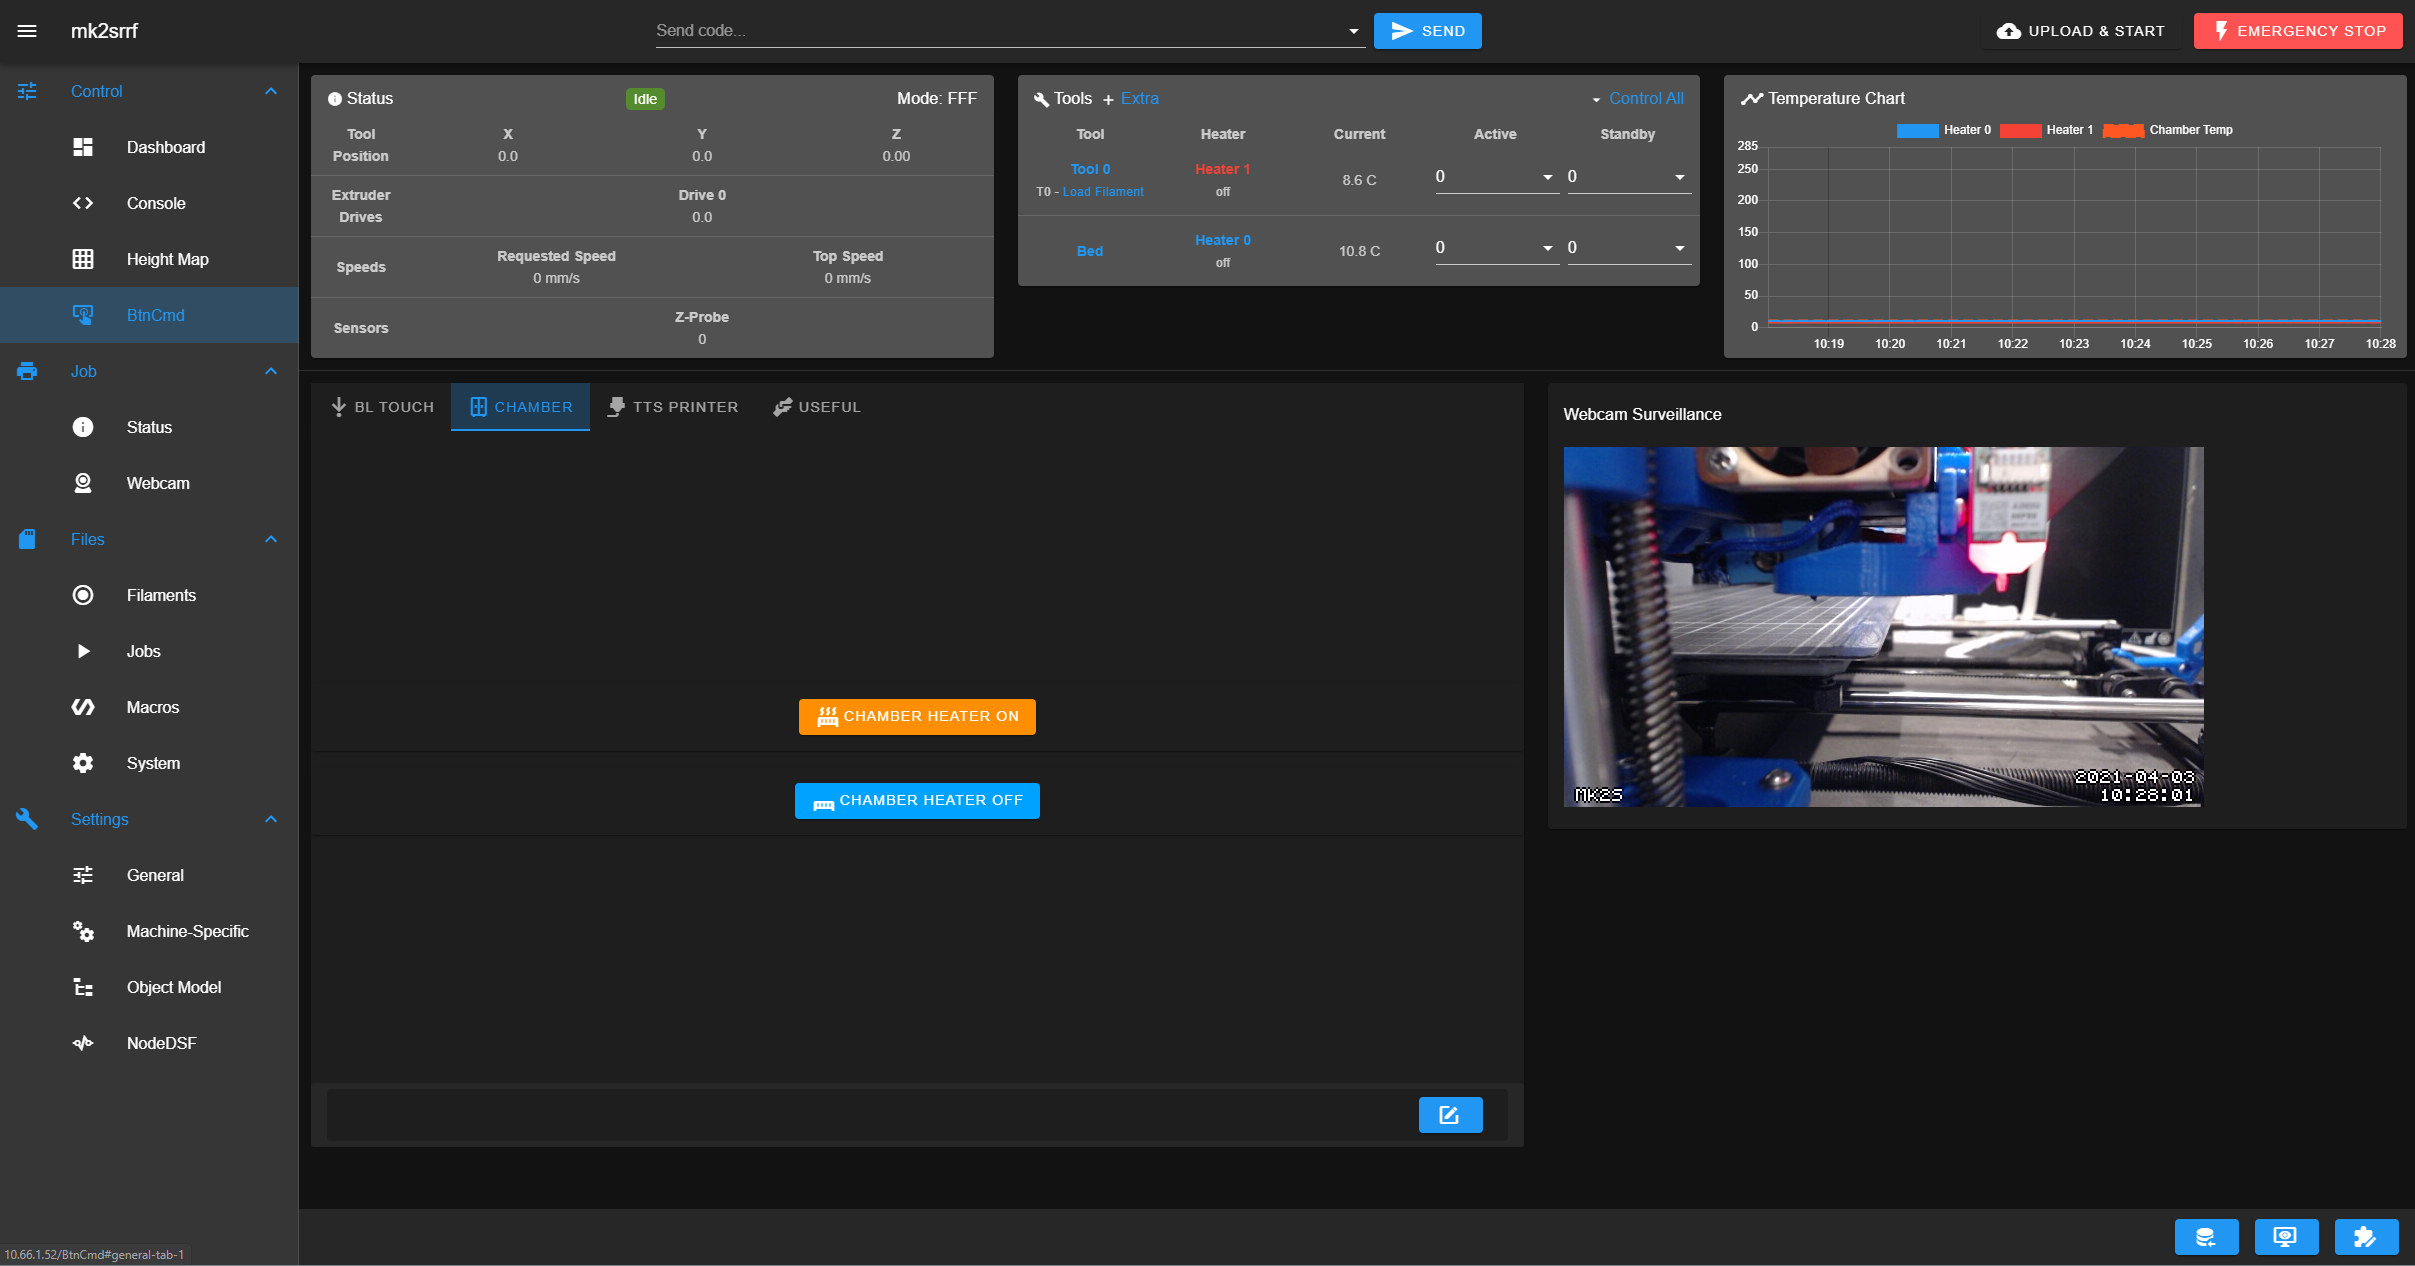 mk2srrf
Send code...
SEND
UPLOAD & START
EMERGENCY STOP
Control
Dashboard
Console
Height Map
BtnCmd
Job
Status
Webcam
Files
Filaments
Jobs
Macros
System
Settings
General
Machine-Specific
Object Model
NodeDSF
10.66.1.52/BtnCmd#general-tab-1
Status Idle Mode: FFF
Tool Position X Y Z
0.0 0.0 0.00
Extruder Drives Drive 0
0.0
Speeds Requested Speed Top Speed
0 mm/s 0 mm/s
Sensors Z-Probe
0
Tools + Extra Control All
Tool Heater Current Active Standby
Tool 0 Heater 1 8.6 C 0 0
T0 - Load Filament off
Bed Heater 0 10.8 C 0 0
off
Temperature Chart
Heater 0 Heater 1 Chamber Temp
285
250
200
150
100
50
0
10:19 10:20 10:21 10:22 10:23 10:24 10:25 10:26 10:27 10:28
BL TOUCH CHAMBER TTS PRINTER USEFUL
CHAMBER HEATER ON
CHAMBER HEATER OFF
Webcam Surveillance
MK2S
2021-04-03
10:28:01